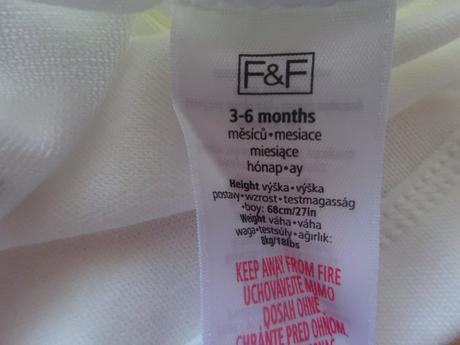 F&F
3-6 months
měsíců•mesiace
miesiące
hónap•ay
Height výška•výška
postavy•wzrost•testmagasság
•boy: 68cm/27in
Weight váha•váha
waga•testsúly•ağırlık:
8kg/18lbs
KEEP AWAY FROM FIRE
UCHOVÁVEJTE MIMO
DOSAH OHNĚ
CHRÁŇTE PRED OHŇOM